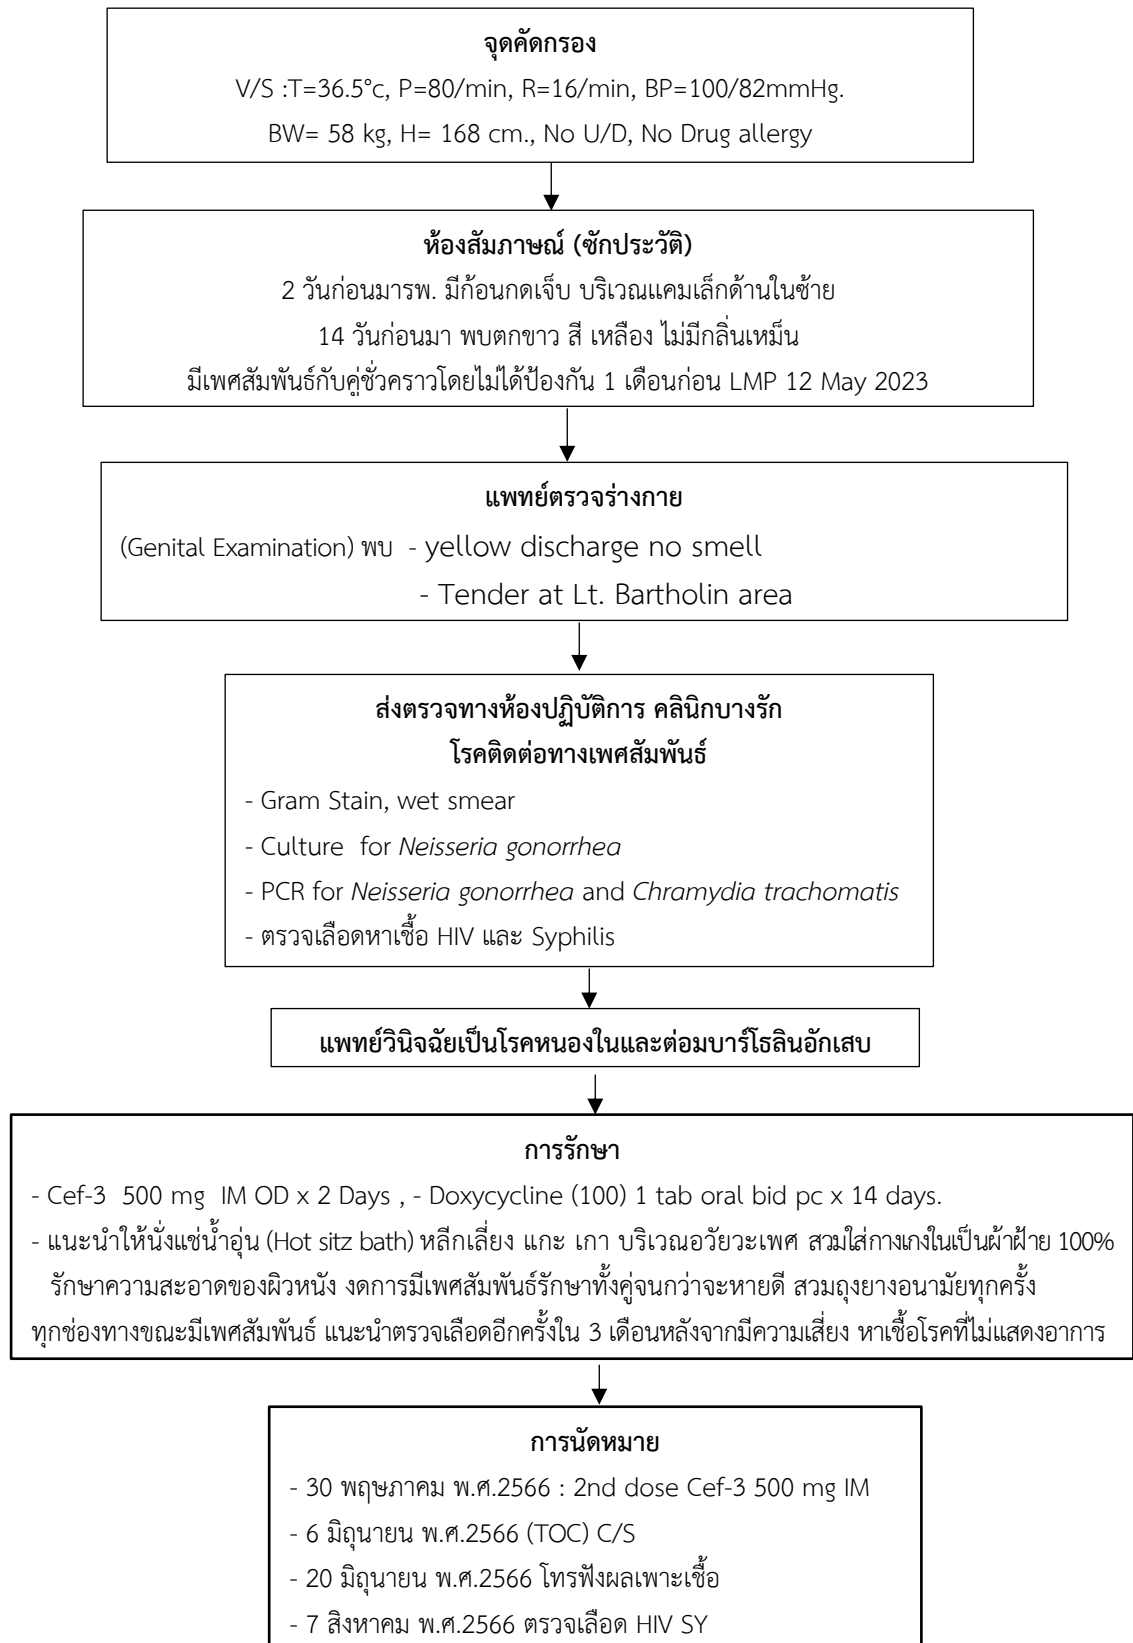 จุดคัดกรอง
V/S :T=36.5°c, P=80/min, R=16/min, BP=100/82mmHg.
BW= 58 kg, H= 168 cm., No U/D, No Drug allergy
ห้องสัมภาษณ์ (ซักประวัติ)
2 วันก่อนมารพ. มีก้อนกดเจ็บ บริเวณแคมเล็กด้านในซ้าย
14 วันก่อนมา พบตกขาว สี เหลือง ไม่มีกลิ่นเหม็น
มีเพศสัมพันธ์กับคู่ชั่วคราวโดยไม่ได้ป้องกัน 1 เดือนก่อน LMP 12 May 2023
แพทย์ตรวจร่างกาย
(Genital Examination) พบ - yellow discharge no smell
- Tender at Lt. Bartholin area
ส่งตรวจทางห้องปฏิบัติการ คลินิกบางรัก
โรคติดต่อทางเพศสัมพันธ์
- Gram Stain, wet smear
- Culture for Neisseria gonorrhea
- PCR for Neisseria gonorrhea and Chramydia trachomatis
- ตรวจเลือดหาเชื้อ HIV และ Syphilis
แพทย์วินิจฉัยเป็นโรคหนองในและต่อมบาร์โธลินอักเสบ
การรักษา
- Cef-3 500 mg IM OD x 2 Days , - Doxycycline (100) 1 tab oral bid pc x 14 days.
- แนะนำให้นั่งแช่น้ำอุ่น (Hot sitz bath) หลีกเลี่ยง แกะ เกา บริเวณอวัยวะเพศ สวมใส่กางเกงในเป็นผ้าฝ้าย 100%
รักษาความสะอาดของผิวหนัง งดการมีเพศสัมพันธ์รักษาทั้งคู่จนกว่าจะหายดี สวมถุงยางอนามัยทุกครั้ง
ทุกช่องทางขณะมีเพศสัมพันธ์ แนะนำตรวจเลือดอีกครั้งใน 3 เดือนหลังจากมีความเสี่ยง หาเชื้อโรคที่ไม่แสดงอาการ
การนัดหมาย
- 30 พฤษภาคม พ.ศ.2566 : 2nd dose Cef-3 500 mg IM
- 6 มิถุนายน พ.ศ.2566 (TOC) C/S
- 20 มิถุนายน พ.ศ.2566 โทรฟังผลเพาะเชื้อ
- 7 สิงหาคม พ.ศ.2566 ตรวจเลือด HIV SY